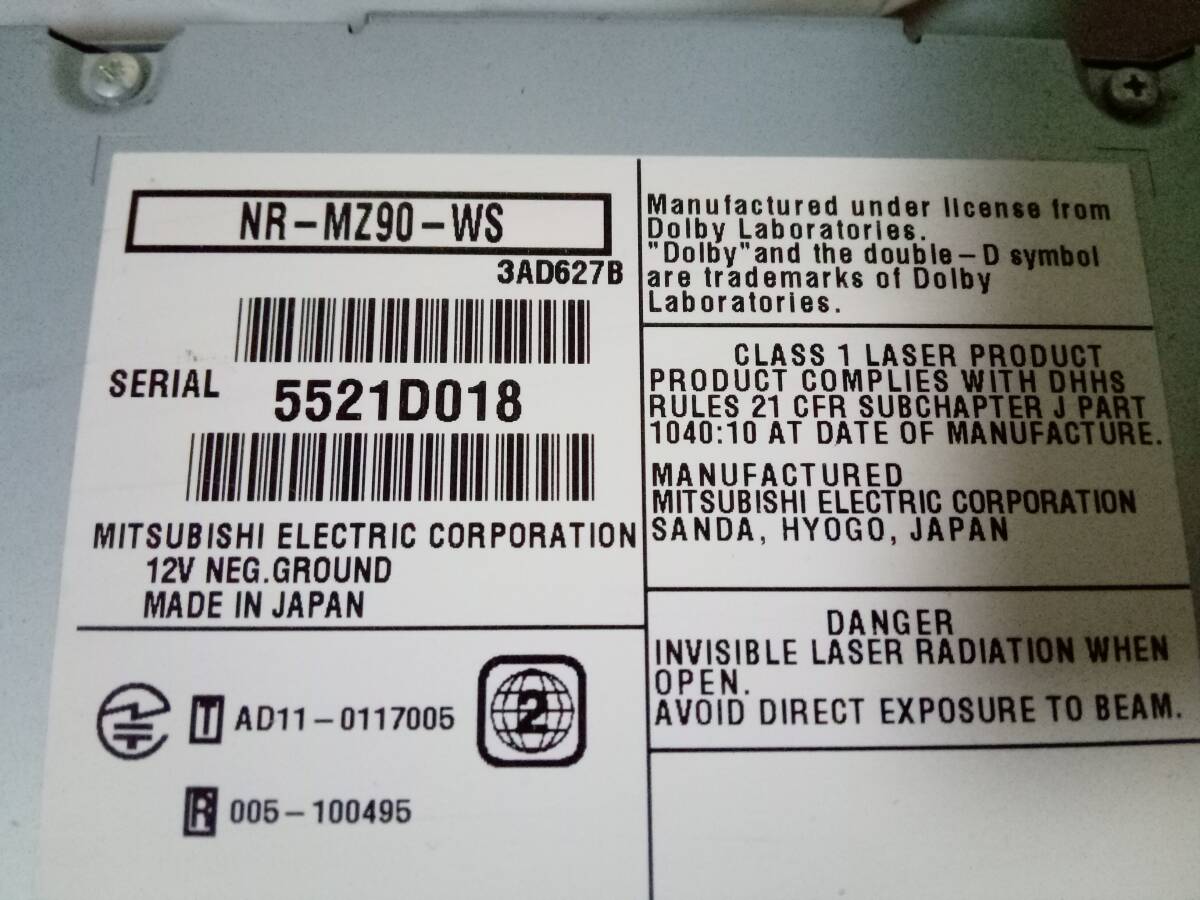 NR-MZ90-WS
3AD627B
SERIAL 5521D018
MITSUBISHI ELECTRIC CORPORATION
12V NEG.GROUND
MADE IN JAPAN
T AD11-0117005
2
R 005-100495
Manufactured under license from
Dolby Laboratories.
"Dolby"and the double-D symbol
are trademarks of Dolby
Laboratories.
CLASS 1 LASER PRODUCT
PRODUCT COMPLIES WITH DHHS
RULES 21 CFR SUBCHAPTER J PART
1040:10 AT DATE OF MANUFACTURE.
MANUFACTURED
MITSUBISHI ELECTRIC CORPORATION
SANDA, HYOGO, JAPAN
DANGER
INVISIBLE LASER RADIATION WHEN
OPEN.
AVOID DIRECT EXPOSURE TO BEAM.